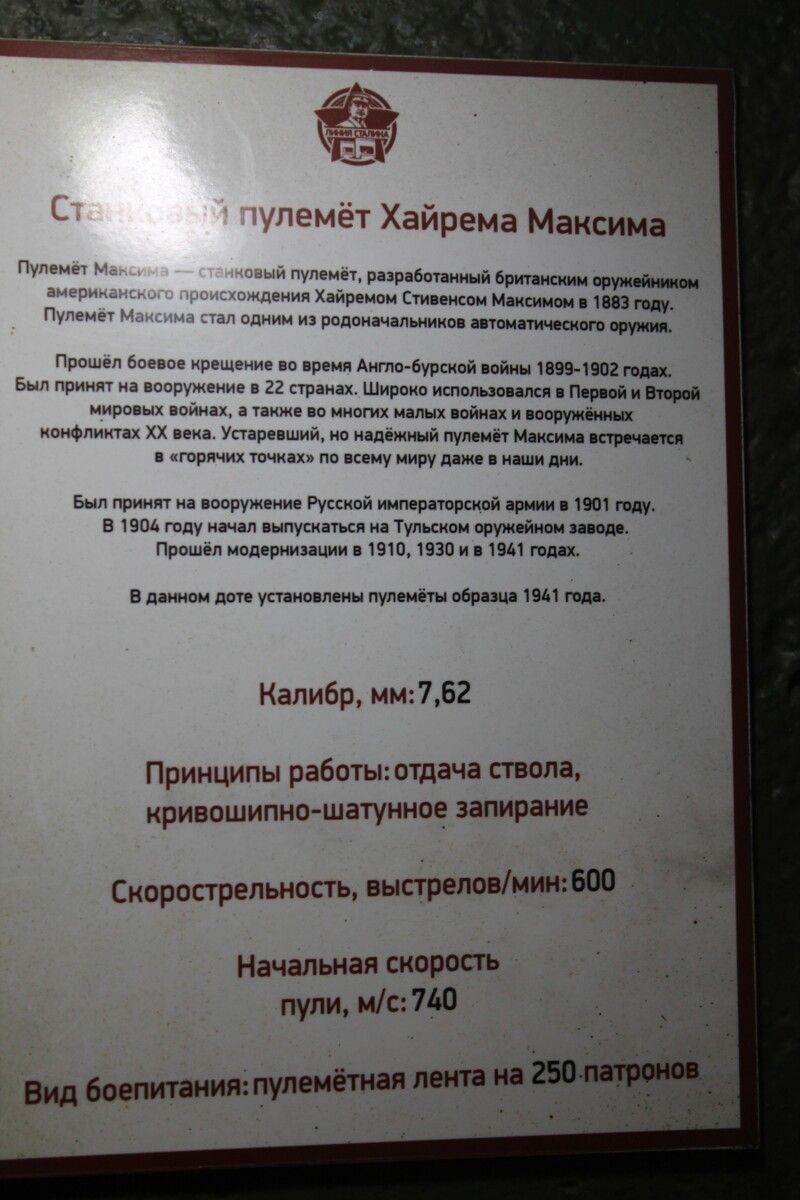 ЛИНИЯ СТАЛИНА
Станковый пулемёт Хайрема Максима
Пулемёт Максима — станковый пулемёт, разработанный британским оружейником
американского происхождения Хайремом Стивенсом Максимом в 1883 году.
Пулемёт Максима стал одним из родоначальников автоматического оружия.
Прошёл боевое крещение во время Англо-бурской войны 1899-1902 годах.
Был принят на вооружение в 22 странах. Широко использовался в Первой и Второй
мировых войнах, а также во многих малых войнах и вооружённых
конфликтах XX века. Устаревший, но надёжный пулемёт Максима встречается
в «горячих точках» по всему миру даже в наши дни.
Был принят на вооружение Русской императорской армии в 1901 году.
В 1904 году начал выпускаться на Тульском оружейном заводе.
Прошёл модернизации в 1910, 1930 и в 1941 годах.
В данном доте установлены пулемёты образца 1941 года.
Калибр, мм: 7,62
Принципы работы: отдача ствола,
кривошипно-шатунное запирание
Скорострельность, выстрелов/мин: 600
Начальная скорость
пули, м/с: 740
Вид боепитания: пулемётная лента на 250 патронов